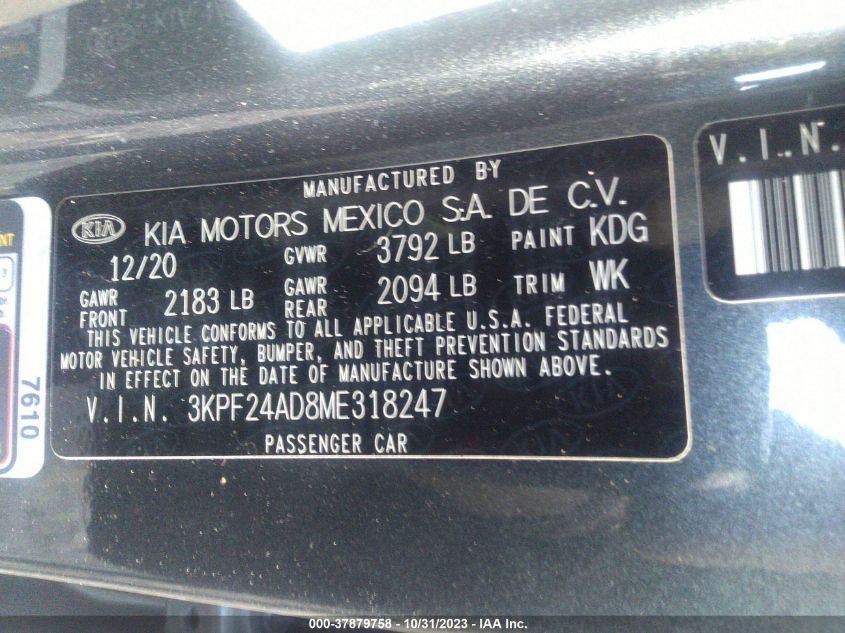 MANUFACTURED BY
KIA
KIA MOTORS MEXICO S.A. DE C.V.
12/20 GVWR 3792 LB PAINT KDG
GAWR FRONT 2183 LB GAWR REAR 2094 LB TRIM WK
THIS VEHICLE CONFORMS TO ALL APPLICABLE U.S.A. FEDERAL
MOTOR VEHICLE SAFETY, BUMPER, AND THEFT PREVENTION STANDARDS
IN EFFECT ON THE DATE OF MANUFACTURE SHOWN ABOVE.
V.I.N. 3KPF24AD8ME318247
PASSENGER CAR
V.I.N.
7610
000-37879758 - 10/31/2023 - IAA Inc.